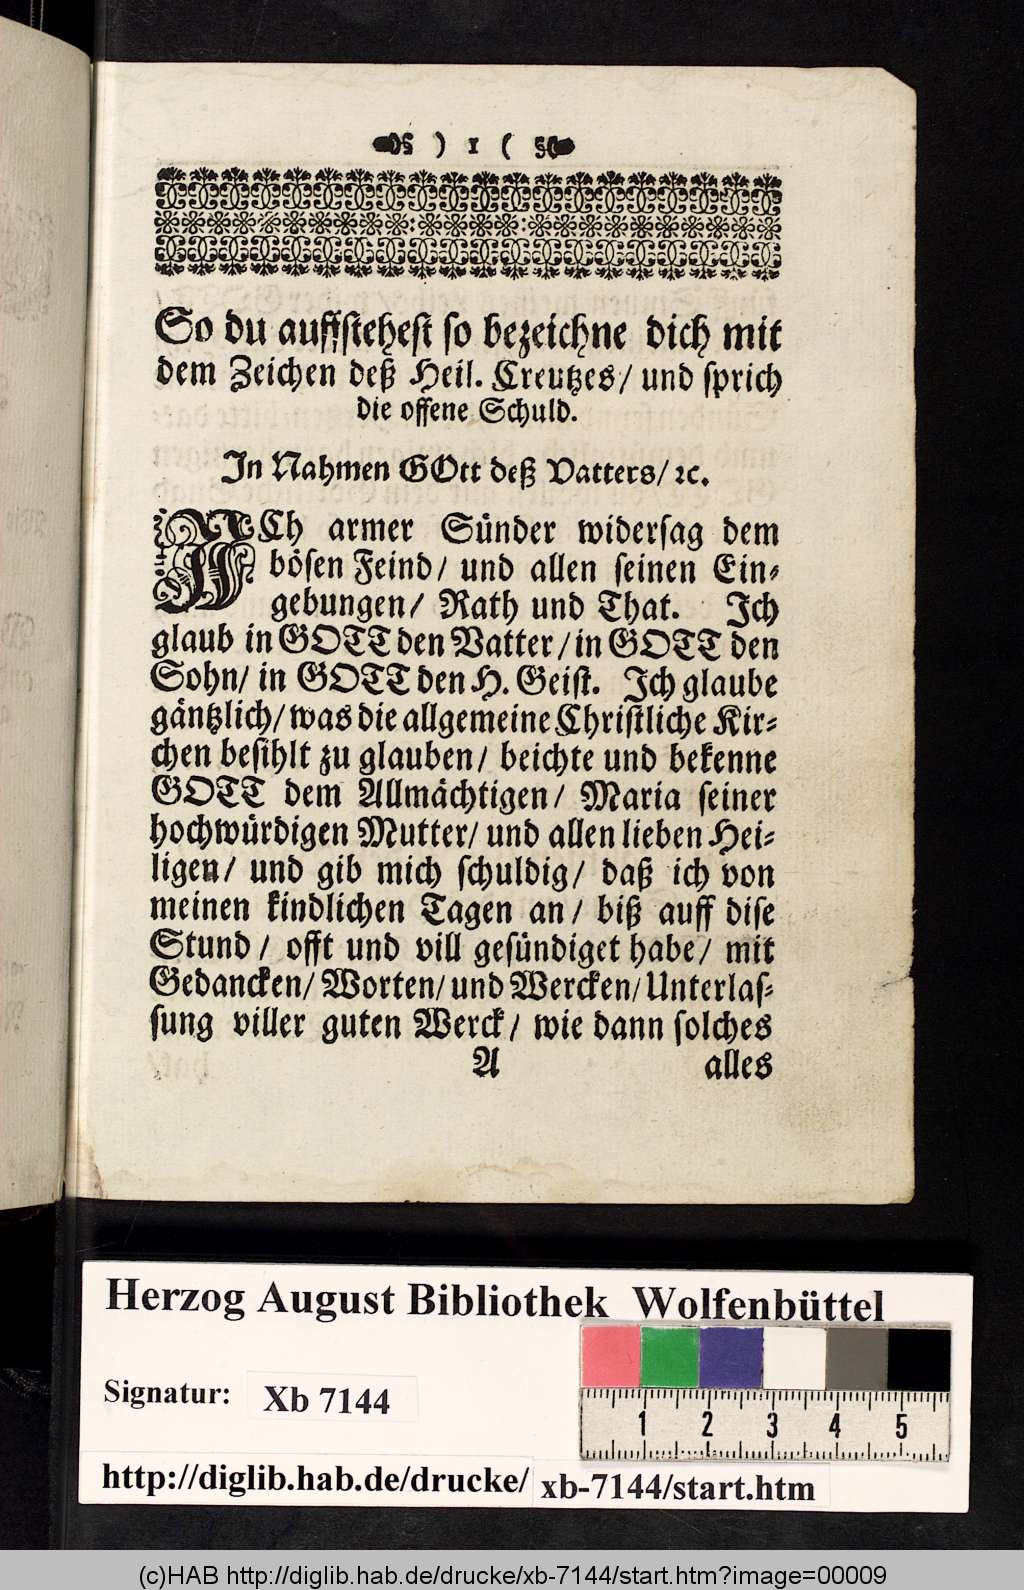 ) 1 (
So du auffstehest so bezeichne dich mit
dem Zeichen deß Heil. Creutzes/ und sprich
die offene Schuld.
In Nahmen GOtt deß Vatters/ ꝛc.
ICh armer Sünder widersag dem
bösen Feind/ und allen seinen Ein-
gebungen/ Rath und That. Ich
glaub in GOTT den Vatter/ in GOTT den
Sohn/ in GOTT den H. Geist. Ich glaube
gäntzlich/ was die allgemeine Christliche Kir-
chen besihlt zu glauben/ beichte und bekenne
GOTT dem Allmächtigen/ Maria seiner
hochwürdigen Mutter/ und allen lieben Hei-
ligen/ und gib mich schuldig/ daß ich von
meinen kindlichen Tagen an/ biß auff dise
Stund/ offt und vill gesündiget habe/ mit
Gedancken/ Worten/ und Wercken/ Unterlas-
sung viller guten Werck/ wie dann solches
A alles
Herzog August Bibliothek Wolfenbüttel
Signatur: Xb 7144
1 2 3 4 5
http://diglib.hab.de/drucke/ xb-7144/start.htm
(c)HAB http://diglib.hab.de/drucke/xb-7144/start.htm?image=00009